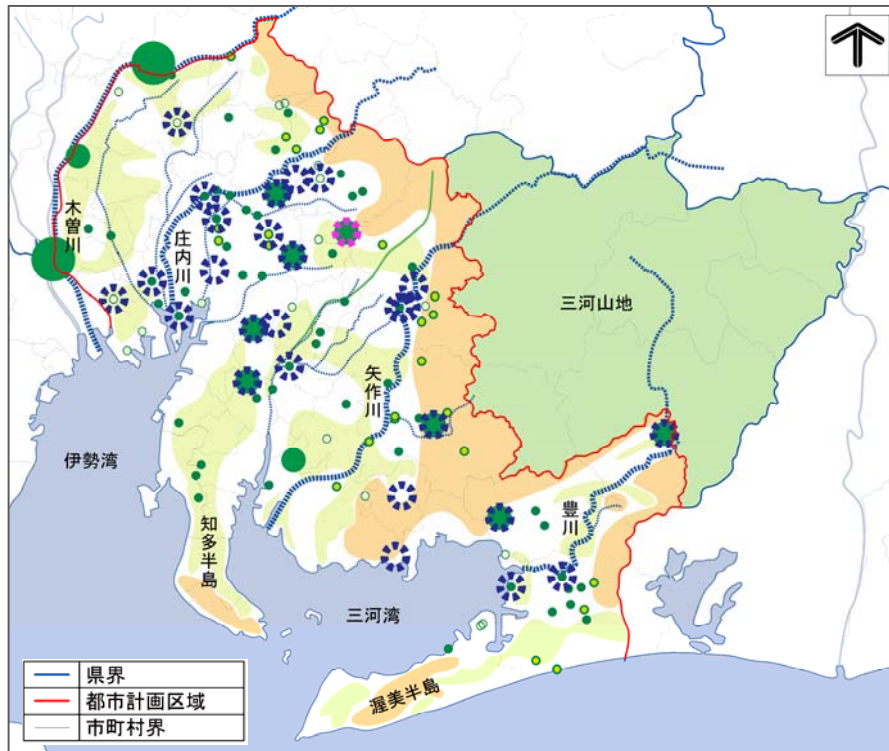 木曽川
庄内川
三河山地
矢作川
伊勢湾
豊川
知多半島
三河湾
渥美半島
県界
都市計画区域
市町村界